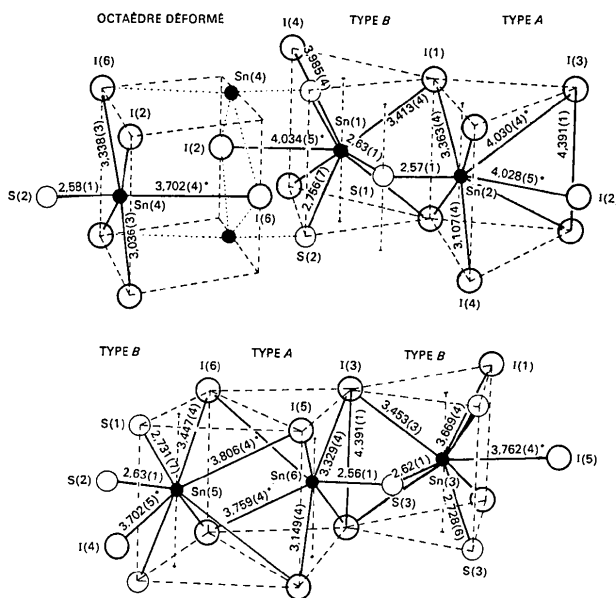 OCTAÈDRE DÉFORMÉ
TYPE B
TYPE A
I(4)
I(6)
Sn(4)
3,985(4)
I(1)
I(3)
I(2)
Sn(1)
3,413(4)
3,363(4)
4,030(4)*
4,391(1)
3,338(3)
I(2)
4,034(5)*
2,63(1)
2,57(1)
4,028(5)*
S(2)
2,58(1)
3,702(4)*
Sn(4)
I(6)
2,756(7)
S(1)
Sn(2)
I(2)
3,036(3)
3,107(4)
S(2)
I(4)
TYPE B
TYPE A
TYPE B
I(6)
I(3)
I(1)
S(1)
I(5)
2,731(7)
3,447(4)
3,806(4)*
3,329(4)
4,391(1)
3,453(3)
3,669(4)
3,762(4)*
I(5)
S(2)
2,63(1)
Sn(5)
Sn(6)
2,56(1)
2,62(1)
Sn(3)
3,702(5)*
3,759(4)*
S(3)
I(4)
3,149(4)
2,728(6)
S(3)